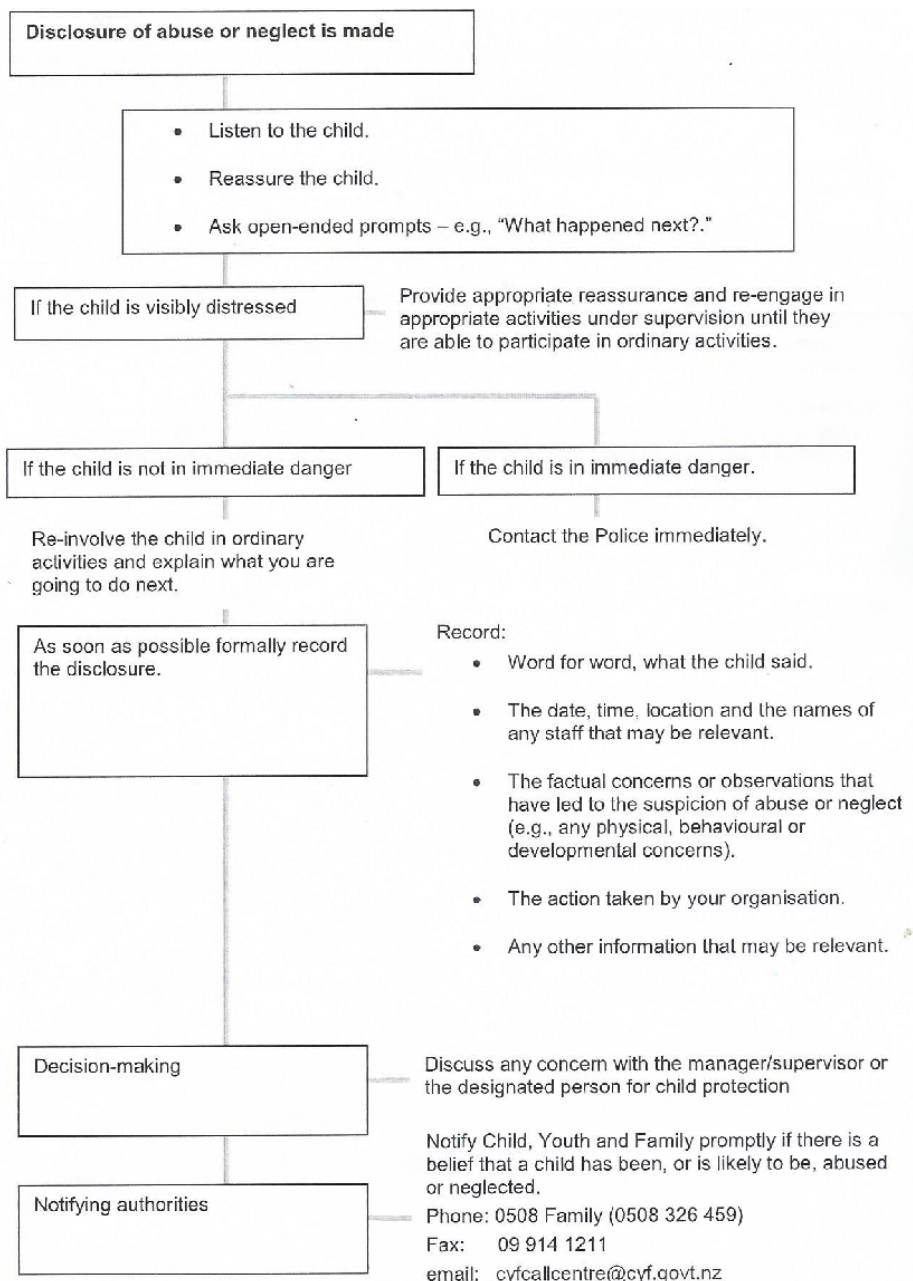 Disclosure of abuse or neglect is made
• Listen to the child.
• Reassure the child.
• Ask open-ended prompts – e.g., “What happened next?.”
If the child is visibly distressed
Provide appropriate reassurance and re-engage in
appropriate activities under supervision until they
are able to participate in ordinary activities.
If the child is not in immediate danger
If the child is in immediate danger.
Re-involve the child in ordinary
activities and explain what you are
going to do next.
Contact the Police immediately.
As soon as possible formally record
the disclosure.
Record:
• Word for word, what the child said.
• The date, time, location and the names of
any staff that may be relevant.
• The factual concerns or observations that
have led to the suspicion of abuse or neglect
(e.g., any physical, behavioural or
developmental concerns).
• The action taken by your organisation.
• Any other information that may be relevant.
Decision-making
Discuss any concern with the manager/supervisor or
the designated person for child protection
Notifying authorities
Notify Child, Youth and Family promptly if there is a
belief that a child has been, or is likely to be, abused
or neglected.
Phone: 0508 Family (0508 326 459)
Fax: 09 914 1211
email: cyfcallcentre@cyf.govt.nz